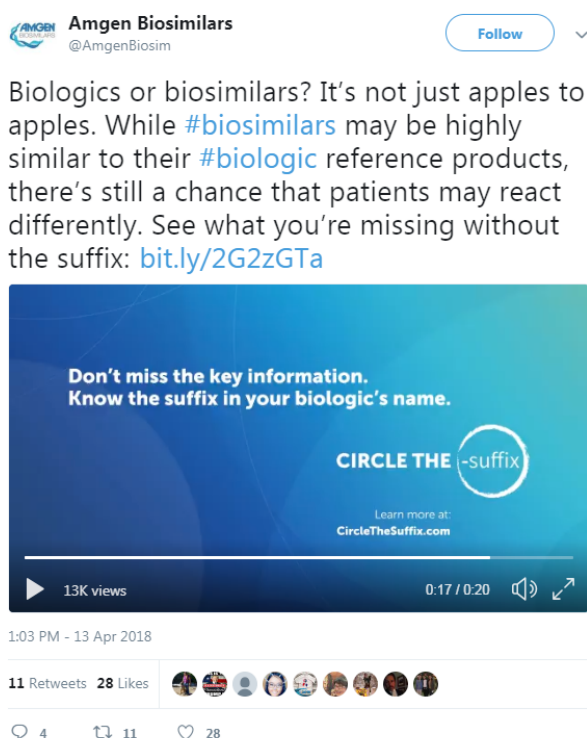 AMGEN
BIOSIMILARS
Amgen Biosimilars
@AmgenBiosim
Follow
Biologics or biosimilars? It’s not just apples to
apples. While #biosimilars may be highly
similar to their #biologic reference products,
there’s still a chance that patients may react
differently. See what you’re missing without
the suffix: bit.ly/2G2zGTa
Don’t miss the key information.
Know the suffix in your biologic’s name.
CIRCLE THE -suffix
Learn more at:
CircleTheSuffix.com
13K views
0:17 / 0:20
1:03 PM - 13 Apr 2018
11 Retweets 28 Likes
4 11 28